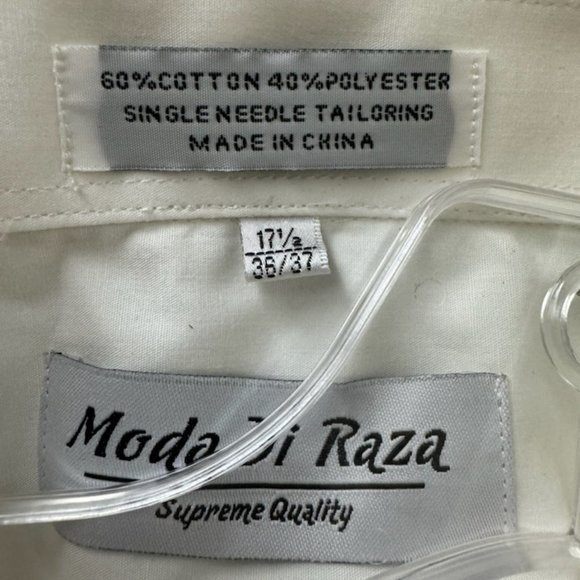 60%COTTON 40%POLYESTER
SINGLE NEEDLE TAILORING
MADE IN CHINA
17½
36/37
Moda Di Raza
Supreme Quality